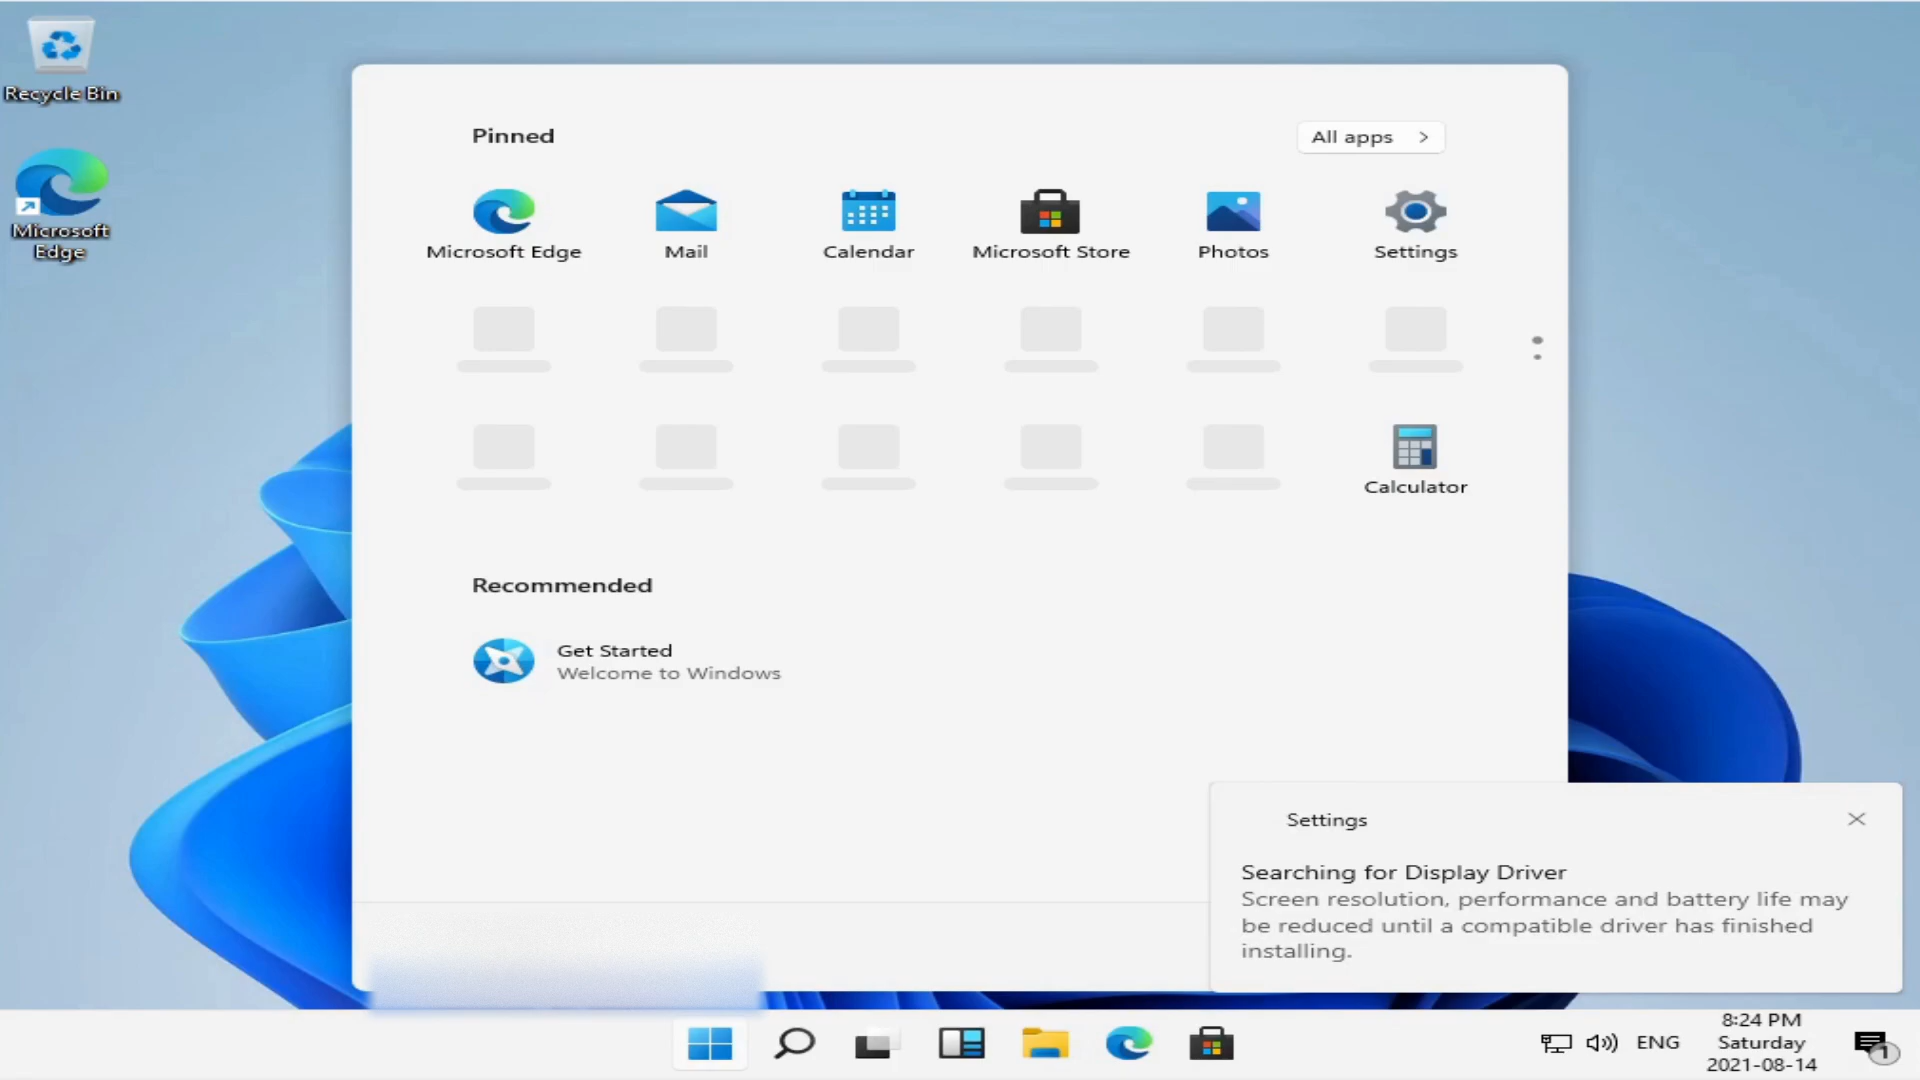 Recycle Bin
Microsoft
Edge
Pinned
All apps
Microsoft Edge
Mail
Calendar
Microsoft Store
Photos
Settings
Calculator
Recommended
Get Started
Welcome to Windows
Settings
Searching for Display Driver
Screen resolution, performance and battery life may
be reduced until a compatible driver has finished
installing.
ENG
8:24 PM
Saturday
2021-08-14
1